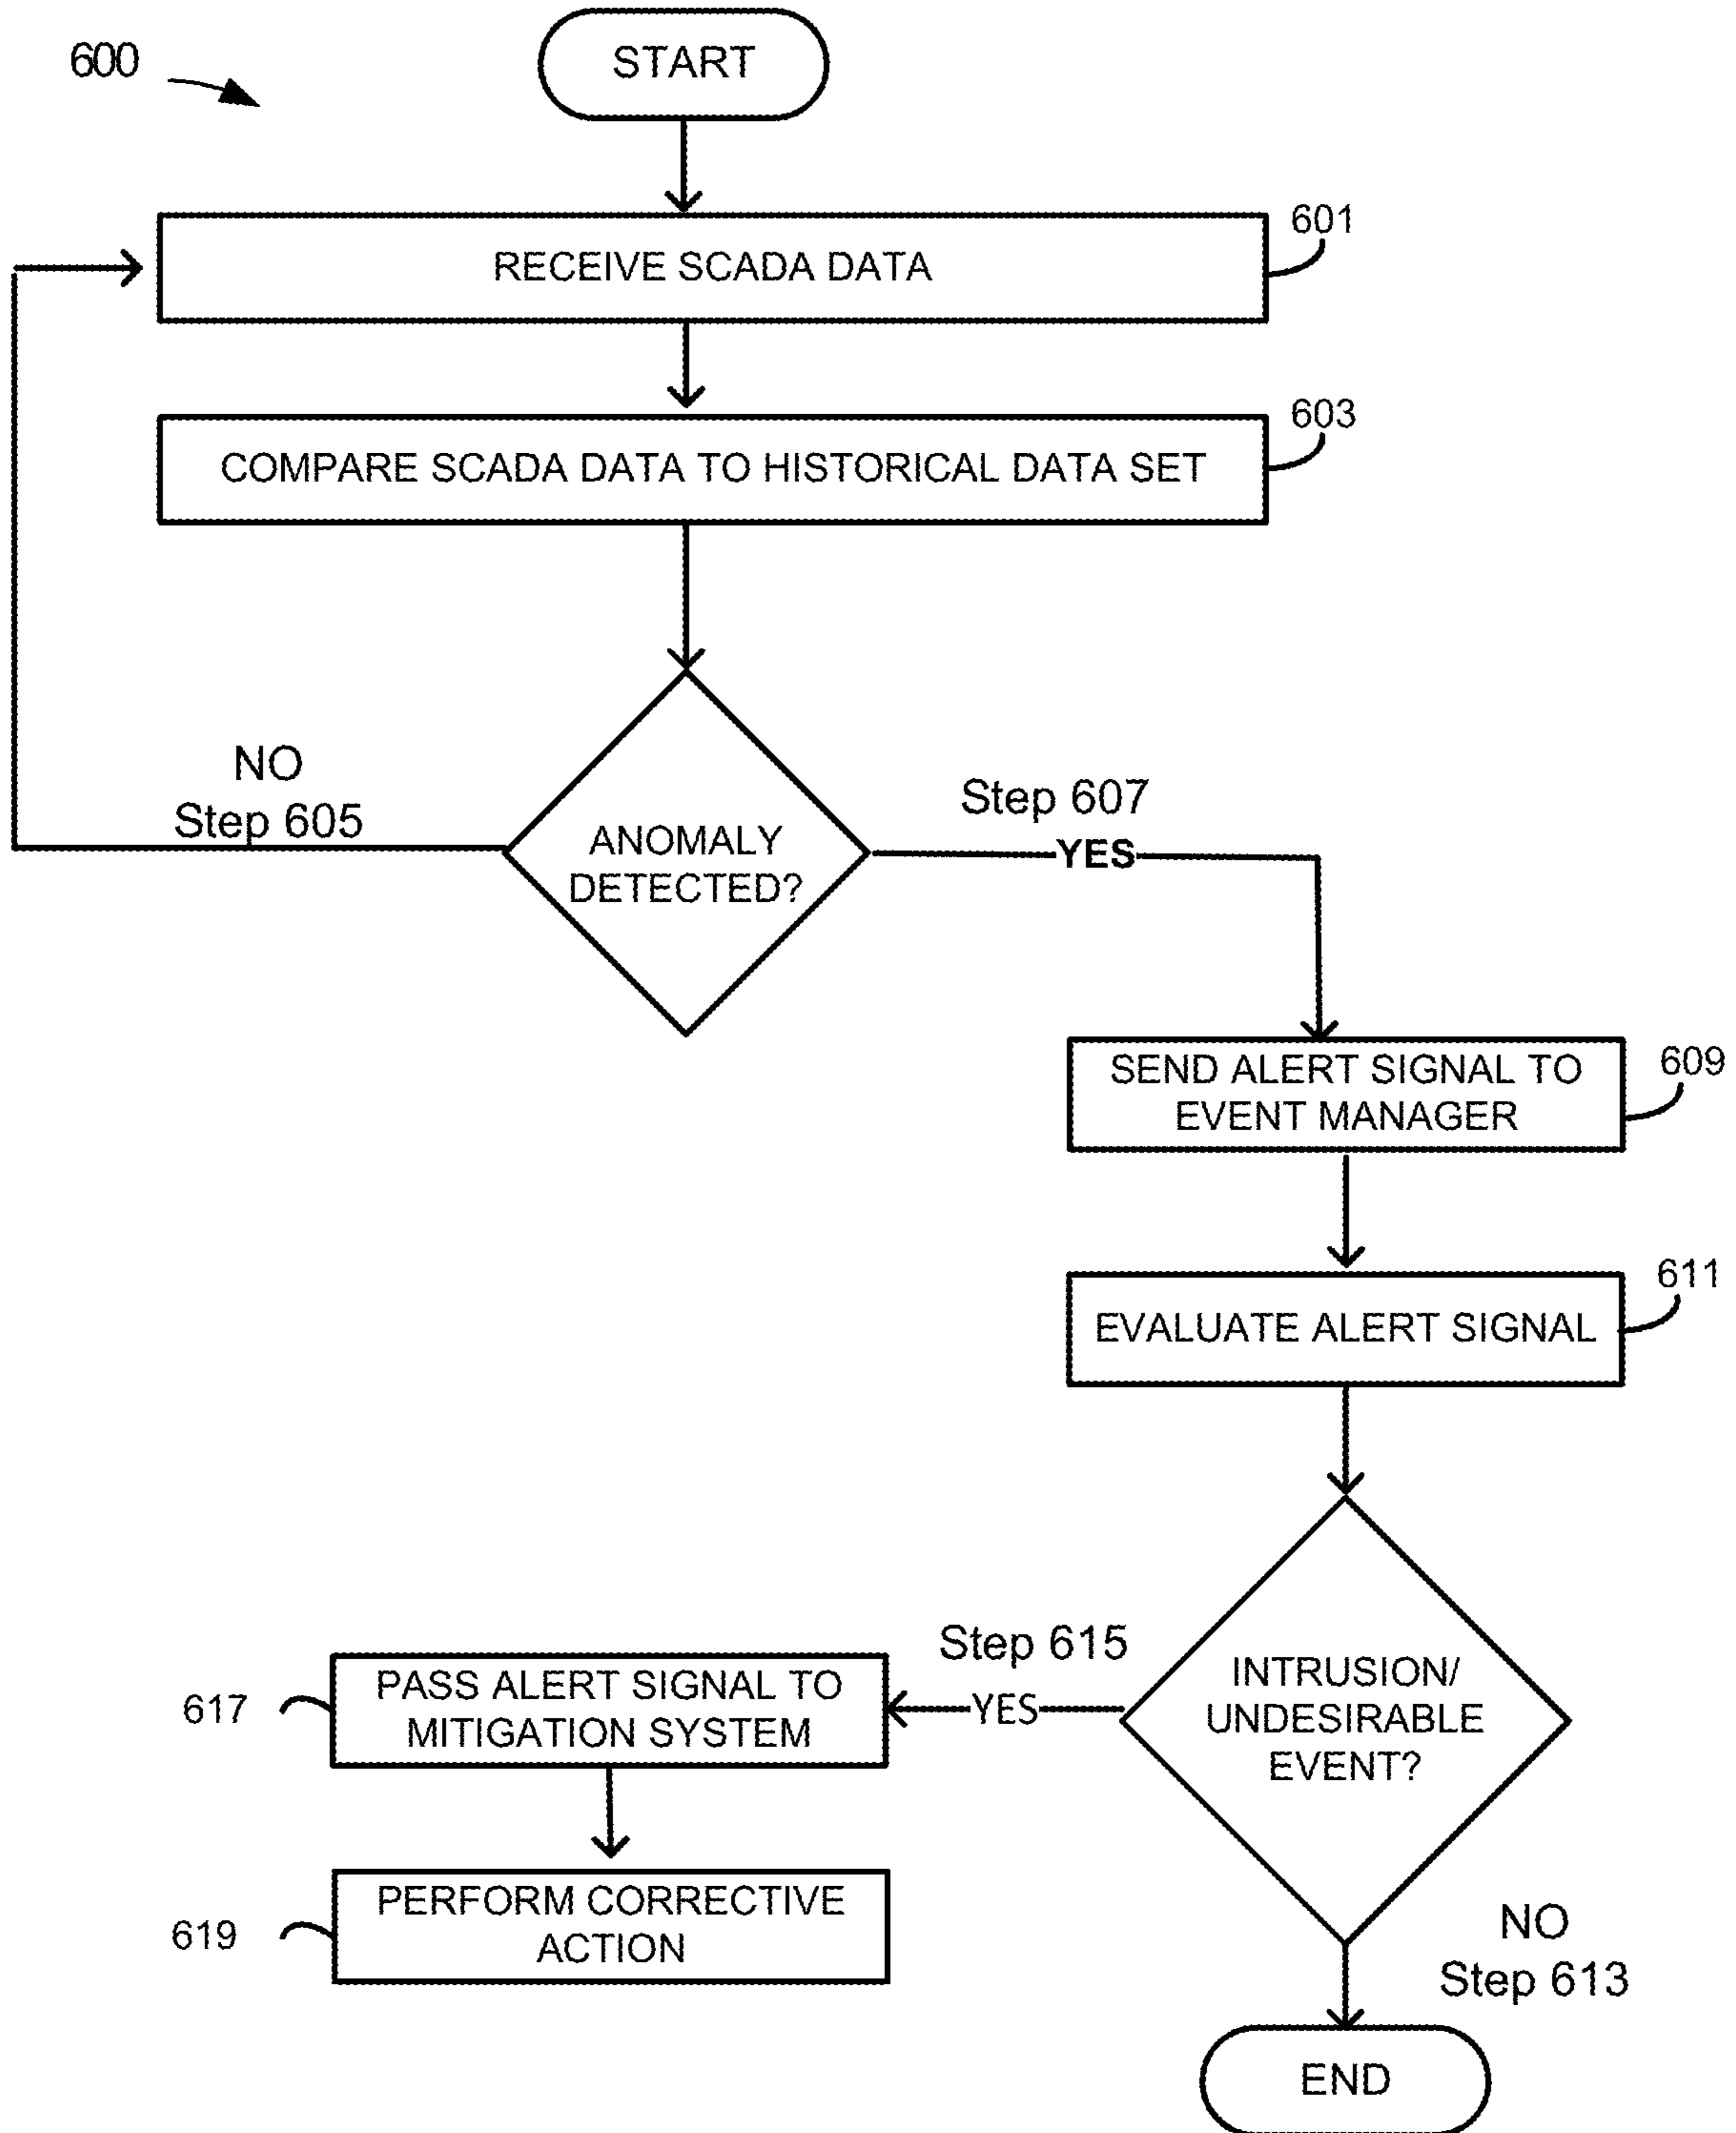 600
START
601
RECEIVE SCADA DATA
603
COMPARE SCADA DATA TO HISTORICAL DATA SET
NO
Step 605
ANOMALY
DETECTED?
Step 607
YES
SEND ALERT SIGNAL TO
EVENT MANAGER
609
611
EVALUATE ALERT SIGNAL
INTRUSION/
UNDESIRABLE
EVENT?
Step 615
YES
PASS ALERT SIGNAL TO
MITIGATION SYSTEM
617
PERFORM CORRECTIVE
ACTION
619
NO
Step 613
END